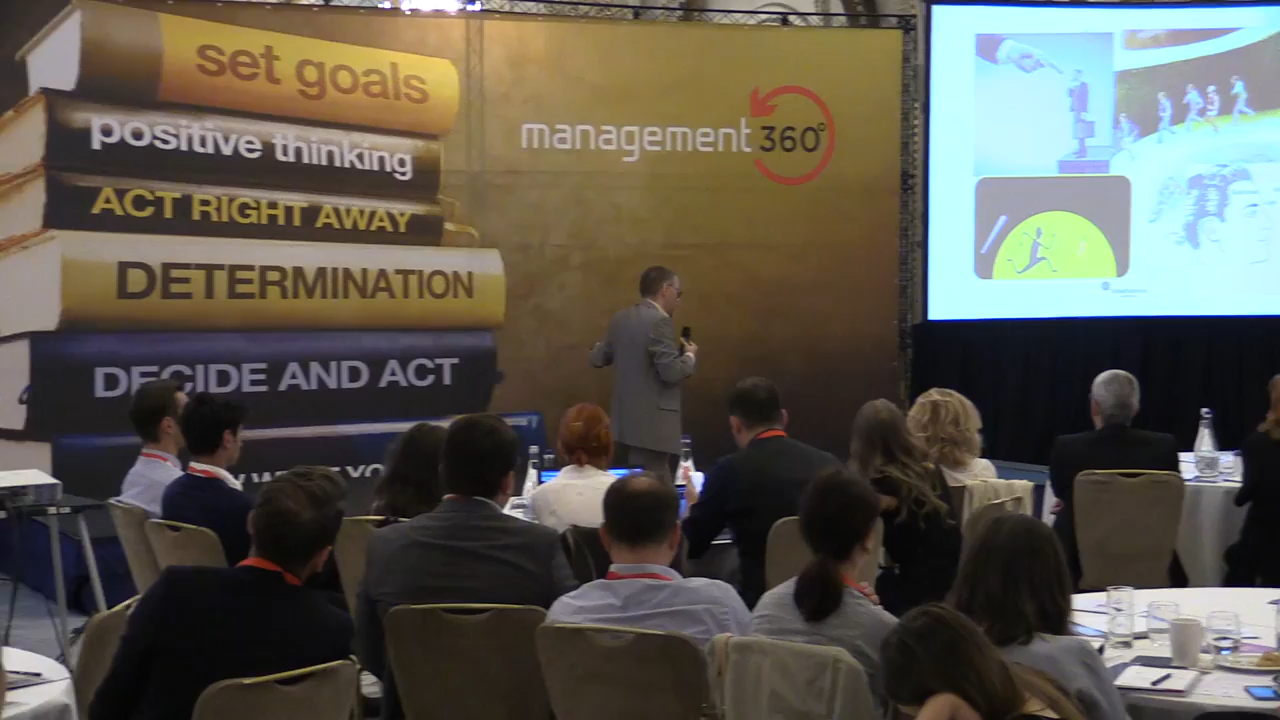 set goals
positive thinking
ACT RIGHT AWAY
DETERMINATION
DECIDE AND ACT
management 360°